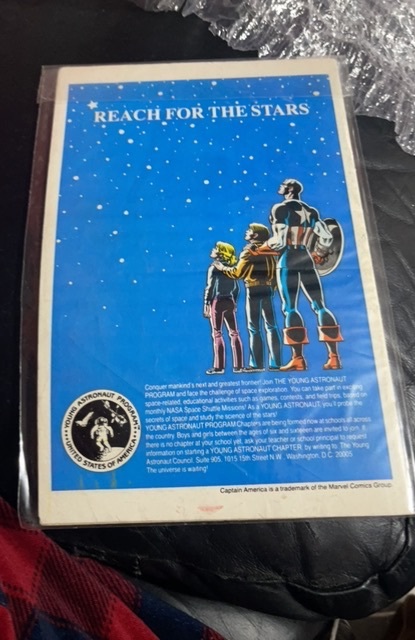 REACH FOR THE STARS
Conquer mankind's next and greatest frontier! Join THE YOUNG ASTRONAUT
PROGRAM and face the challenge of space exploration. You can take part in exciting
space-related, educational activities such as games, contests, and field trips, based on
monthly NASA Space Shuttle Missions! As a YOUNG ASTRONAUT, you'll probe the
secrets of space and study the science of the stars!
YOUNG ASTRONAUT PROGRAM Chapters are being formed now at schools all across
the country. Boys and girls between the ages of six and sixteen are invited to join. If
there is no chapter at your school yet, ask your teacher or school principal to request
information on starting a YOUNG ASTRONAUT CHAPTER, by writing to: The Young
Astronaut Council, Suite 905, 1015 15th Street N.W., Washington, D.C. 20005.
The universe is waiting!
YOUNG ASTRONAUT PROGRAM
UNITED STATES OF AMERICA
Captain America is a trademark of the Marvel Comics Group